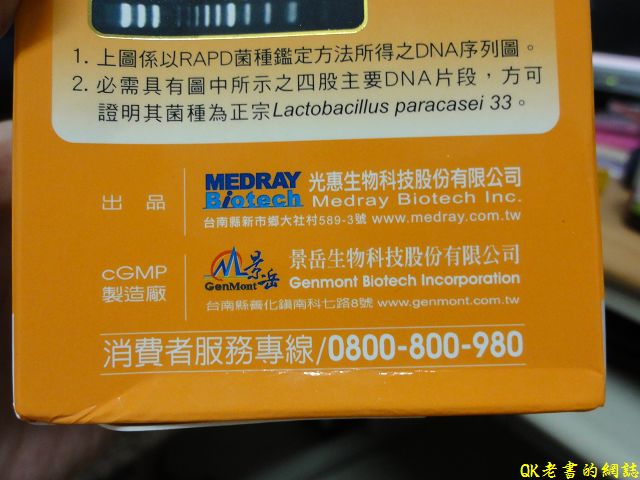 1. 上圖係以RAPD菌種鑑定方法所得之DNA序列圖。
2. 必需具有圖中所示之四股主要DNA片段，方可
證明其菌種為正宗Lactobacillus paracasei 33。
出品
MEDRAY Biotech
光惠生物科技股份有限公司
Medray Biotech Inc.
台南縣新市鄉大社村589-3號 www.medray.com.tw
cGMP
製造廠
景岳
GenMont
景岳生物科技股份有限公司
Genmont Biotech Incorporation
台南縣善化鎮南科七路8號 www.genmont.com.tw
消費者服務專線/0800-800-980
QK老書的網誌